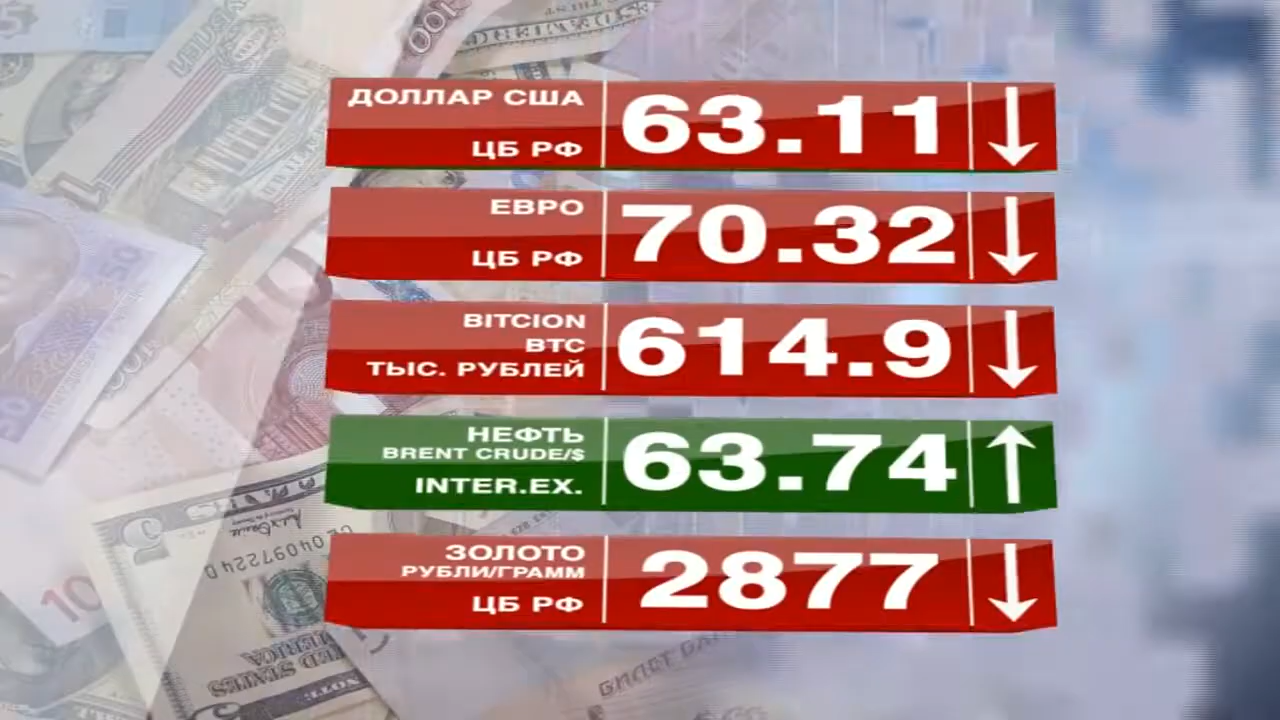 ДОЛЛАР США
ЦБ РФ
63.11
ЕВРО
ЦБ РФ
70.32
BITCION
BTC
ТЫС. РУБЛЕЙ
614.9
НЕФТЬ
BRENT CRUDE/$
INTER.EX.
63.74
ЗОЛОТО
РУБЛИ/ГРАММ
ЦБ РФ
2877